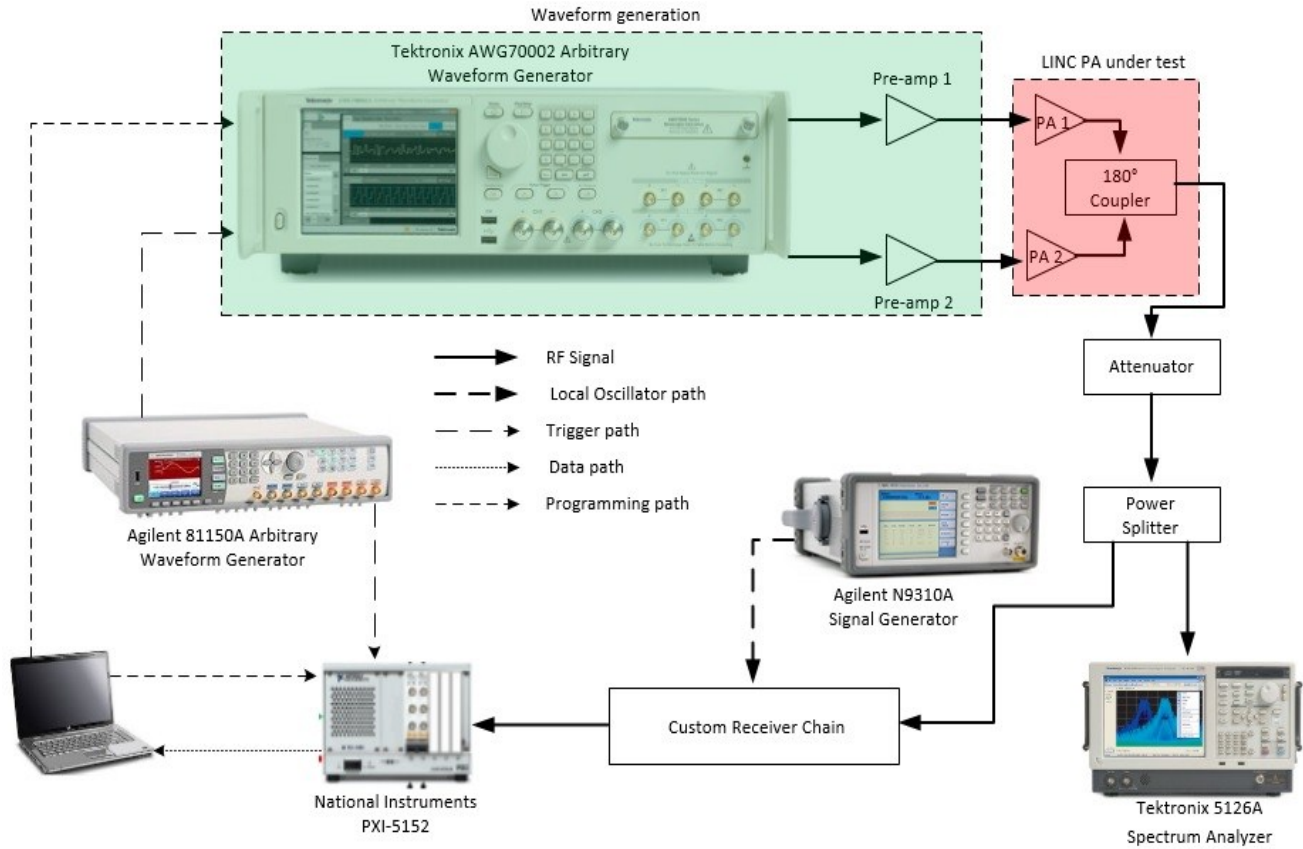 Waveform generation
Tektronix AWG70002 Arbitrary
Waveform Generator
LINC PA under test
Pre-amp 1
PA 1
180°
Coupler
PA 2
Pre-amp 2
RF Signal
Attenuator
Local Oscillator path
Trigger path
Data path
Programming path
Power
Splitter
Agilent 81150A Arbitrary
Waveform Generator
Agilent N9310A
Signal Generator
Custom Receiver Chain
National Instruments
PXI-5152
Tektronix 5126A
Spectrum Analyzer